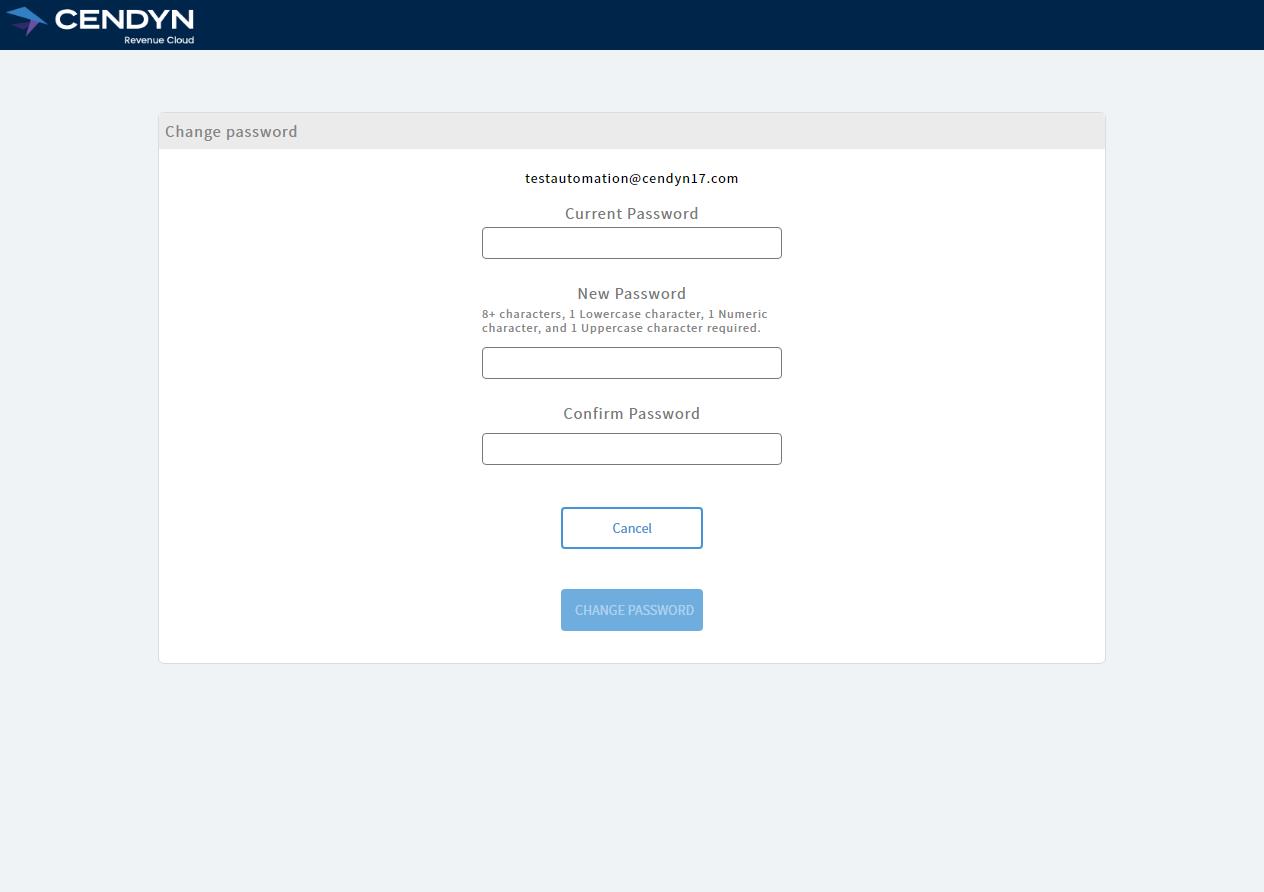 CENDYN
Revenue Cloud
Change password
testautomation@cendyn17.com
Current Password
New Password
8+ characters, 1 Lowercase character, 1 Numeric
character, and 1 Uppercase character required.
Confirm Password
Cancel
CHANGE PASSWORD